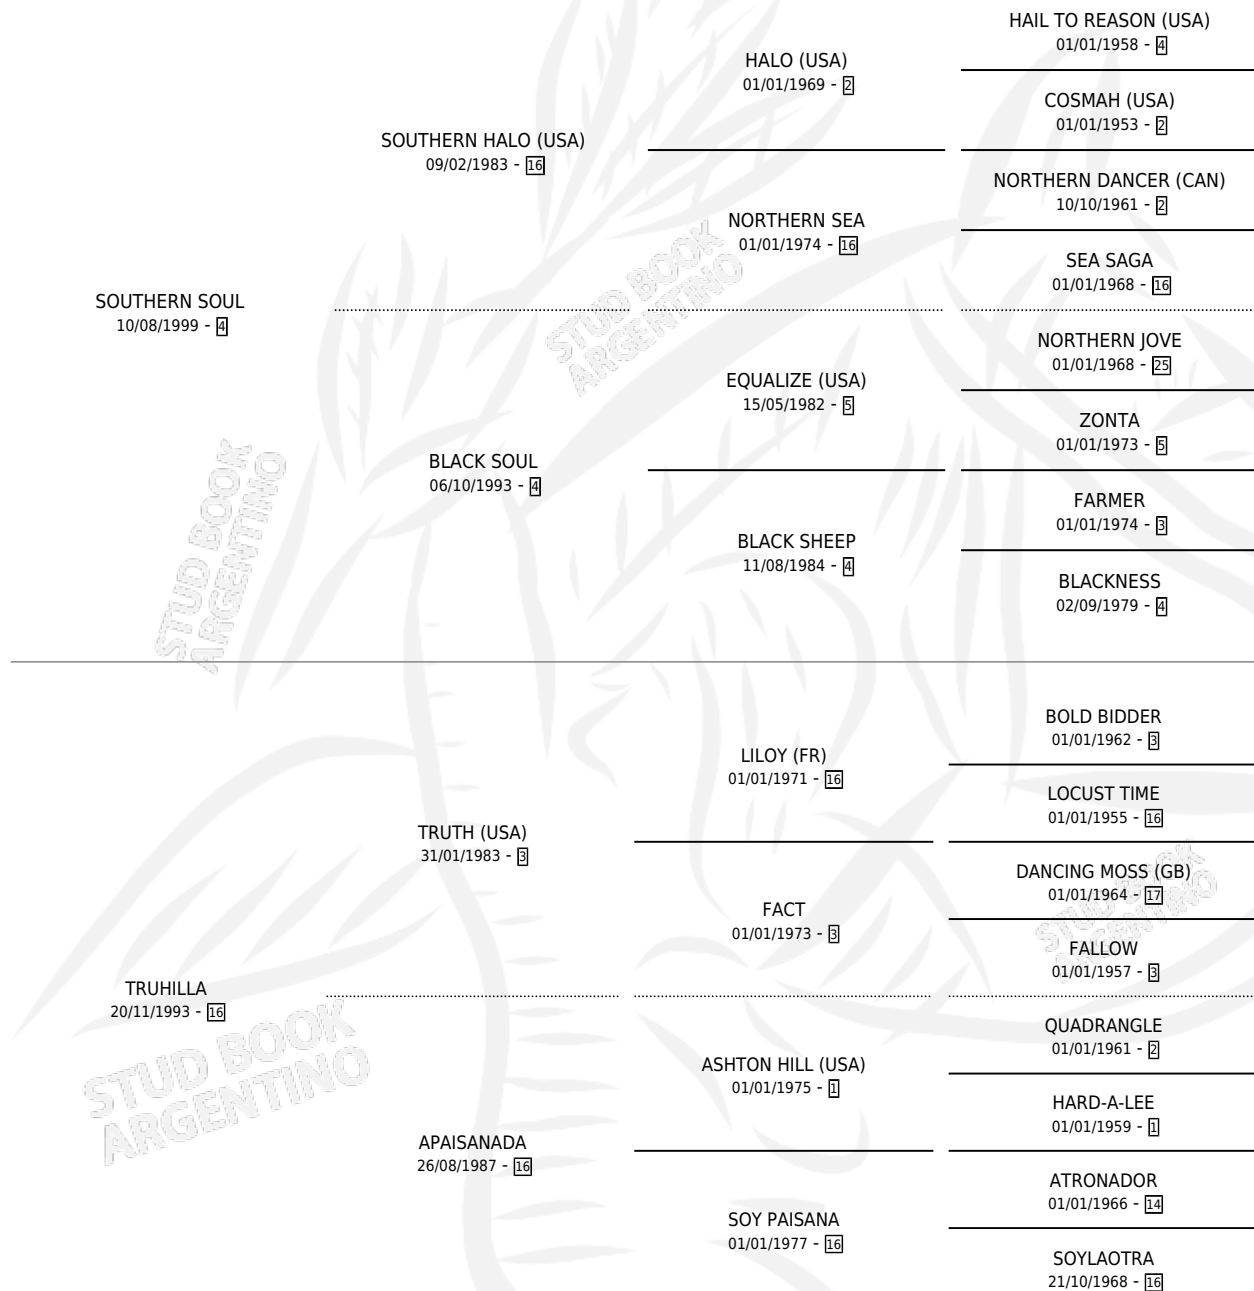 HAIL TO REASON (USA)
01/01/1958 - 4
HALO (USA)
01/01/1969 - 2
COSMAH (USA)
01/01/1953 - 2
SOUTHERN HALO (USA)
09/02/1983 - 16
NORTHERN DANCER (CAN)
10/10/1961 - 2
NORTHERN SEA
01/01/1974 - 16
SEA SAGA
01/01/1968 - 16
SOUTHERN SOUL
10/08/1999 - 4
NORTHERN JOVE
01/01/1968 - 25
EQUALIZE (USA)
15/05/1982 - 5
ZONTA
01/01/1973 - 5
BLACK SOUL
06/10/1993 - 4
FARMER
01/01/1974 - 3
BLACK SHEEP
11/08/1984 - 4
BLACKNESS
02/09/1979 - 4
BOLD BIDDER
01/01/1962 - 3
LILOY (FR)
01/01/1971 - 16
LOCUST TIME
01/01/1955 - 16
TRUTH (USA)
31/01/1983 - 3
DANCING MOSS (GB)
01/01/1964 - 17
FACT
01/01/1973 - 3
FALLOW
01/01/1957 - 3
TRUHILLA
20/11/1993 - 16
QUADRANGLE
01/01/1961 - 2
ASHTON HILL (USA)
01/01/1975 - 1
HARD-A-LEE
01/01/1959 - 1
APAISANADA
26/08/1987 - 16
ATRONADOR
01/01/1966 - 14
SOY PAISANA
01/01/1977 - 16
SOYLAOTRA
21/10/1968 - 16
STUD BOOK
ARGENTINO
STUD BOOK
ARGENTINO
STUD BOOK
ARGENTINO
STUD BOOK
ARGENTINO